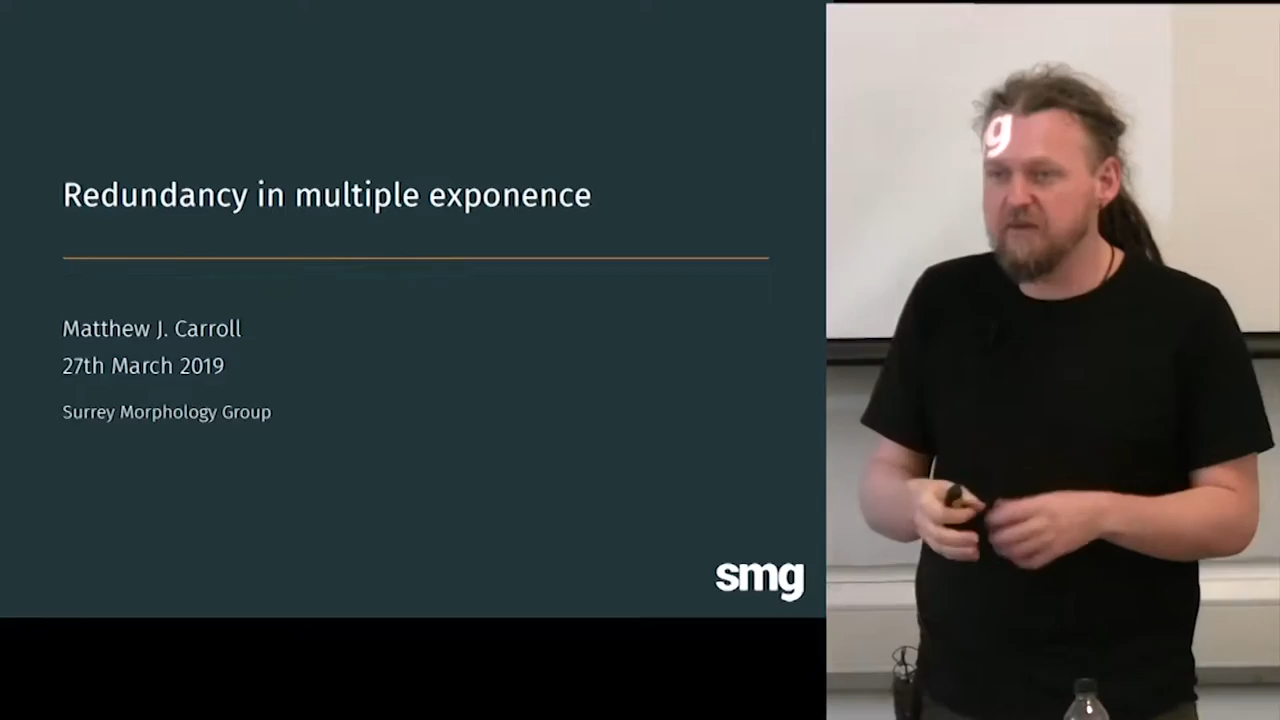 Redundancy in multiple exponence
Matthew J. Carroll
27th March 2019
Surrey Morphology Group
smg
g